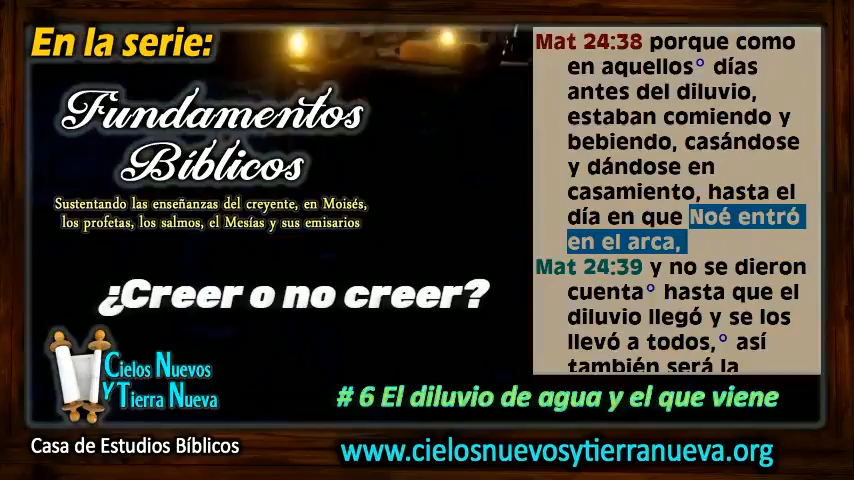 En la serie:
Fundamentos
Bíblicos
Sustentando las enseñanzas del creyente, en Moisés,
los profetas, los salmos, el Mesías y sus emisarios
¿Creer o no creer?
Mat 24:38 porque como
en aquellos° días
antes del diluvio,
estaban comiendo y
bebiendo, casándose
y dándose en
casamiento, hasta el
día en que Noé entró
en el arca,
Mat 24:39 y no se dieron
cuenta° hasta que el
diluvio llegó y se los
llevó a todos,° así
también será la
Cielos Nuevos
Y Tierra Nueva
# 6 El diluvio de agua y el que viene
Casa de Estudios Bíblicos
www.cielosnuevosytierranueva.org